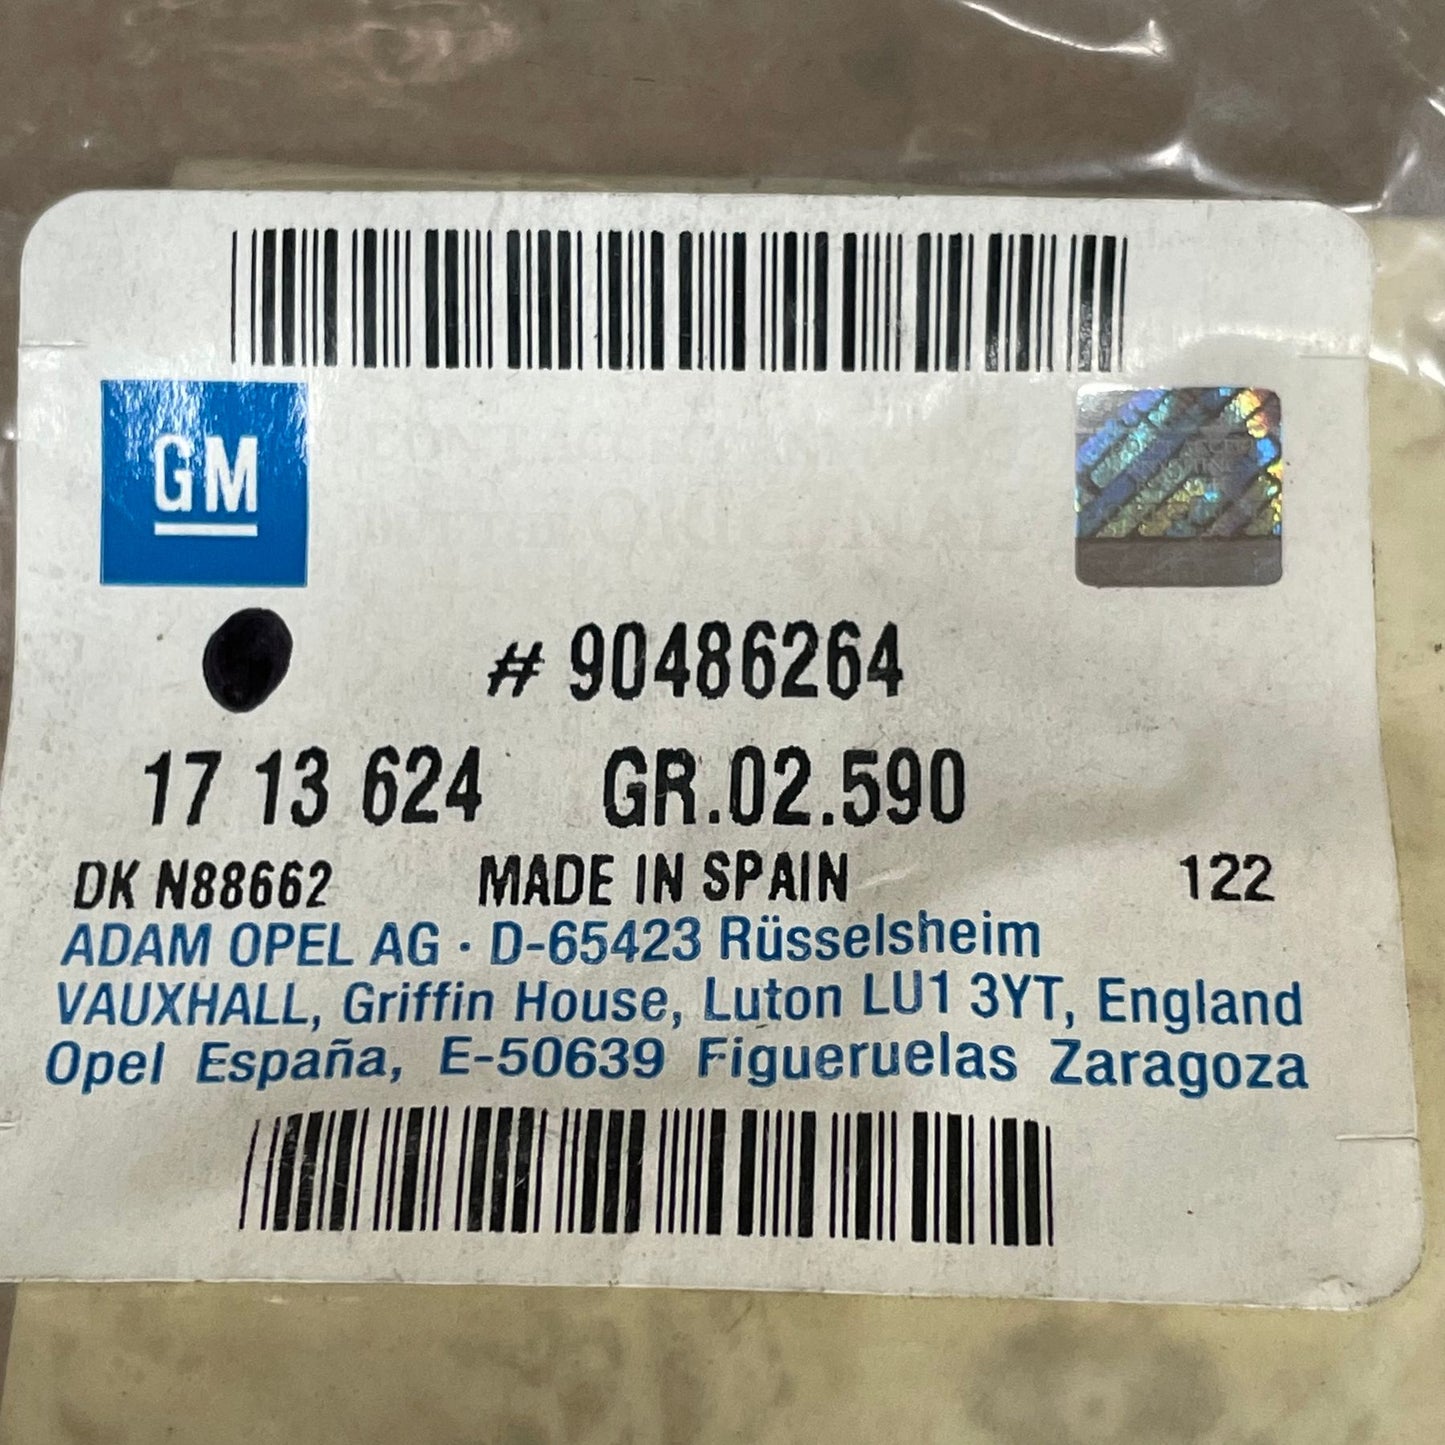 GM
# 90486264
17 13 624 GR.02.590
DK N88662 MADE IN SPAIN 122
ADAM OPEL AG · D-65423 Rüsselsheim
VAUXHALL, Griffin House, Luton LU1 3YT, England
Opel España, E-50639 Figueruelas Zaragoza